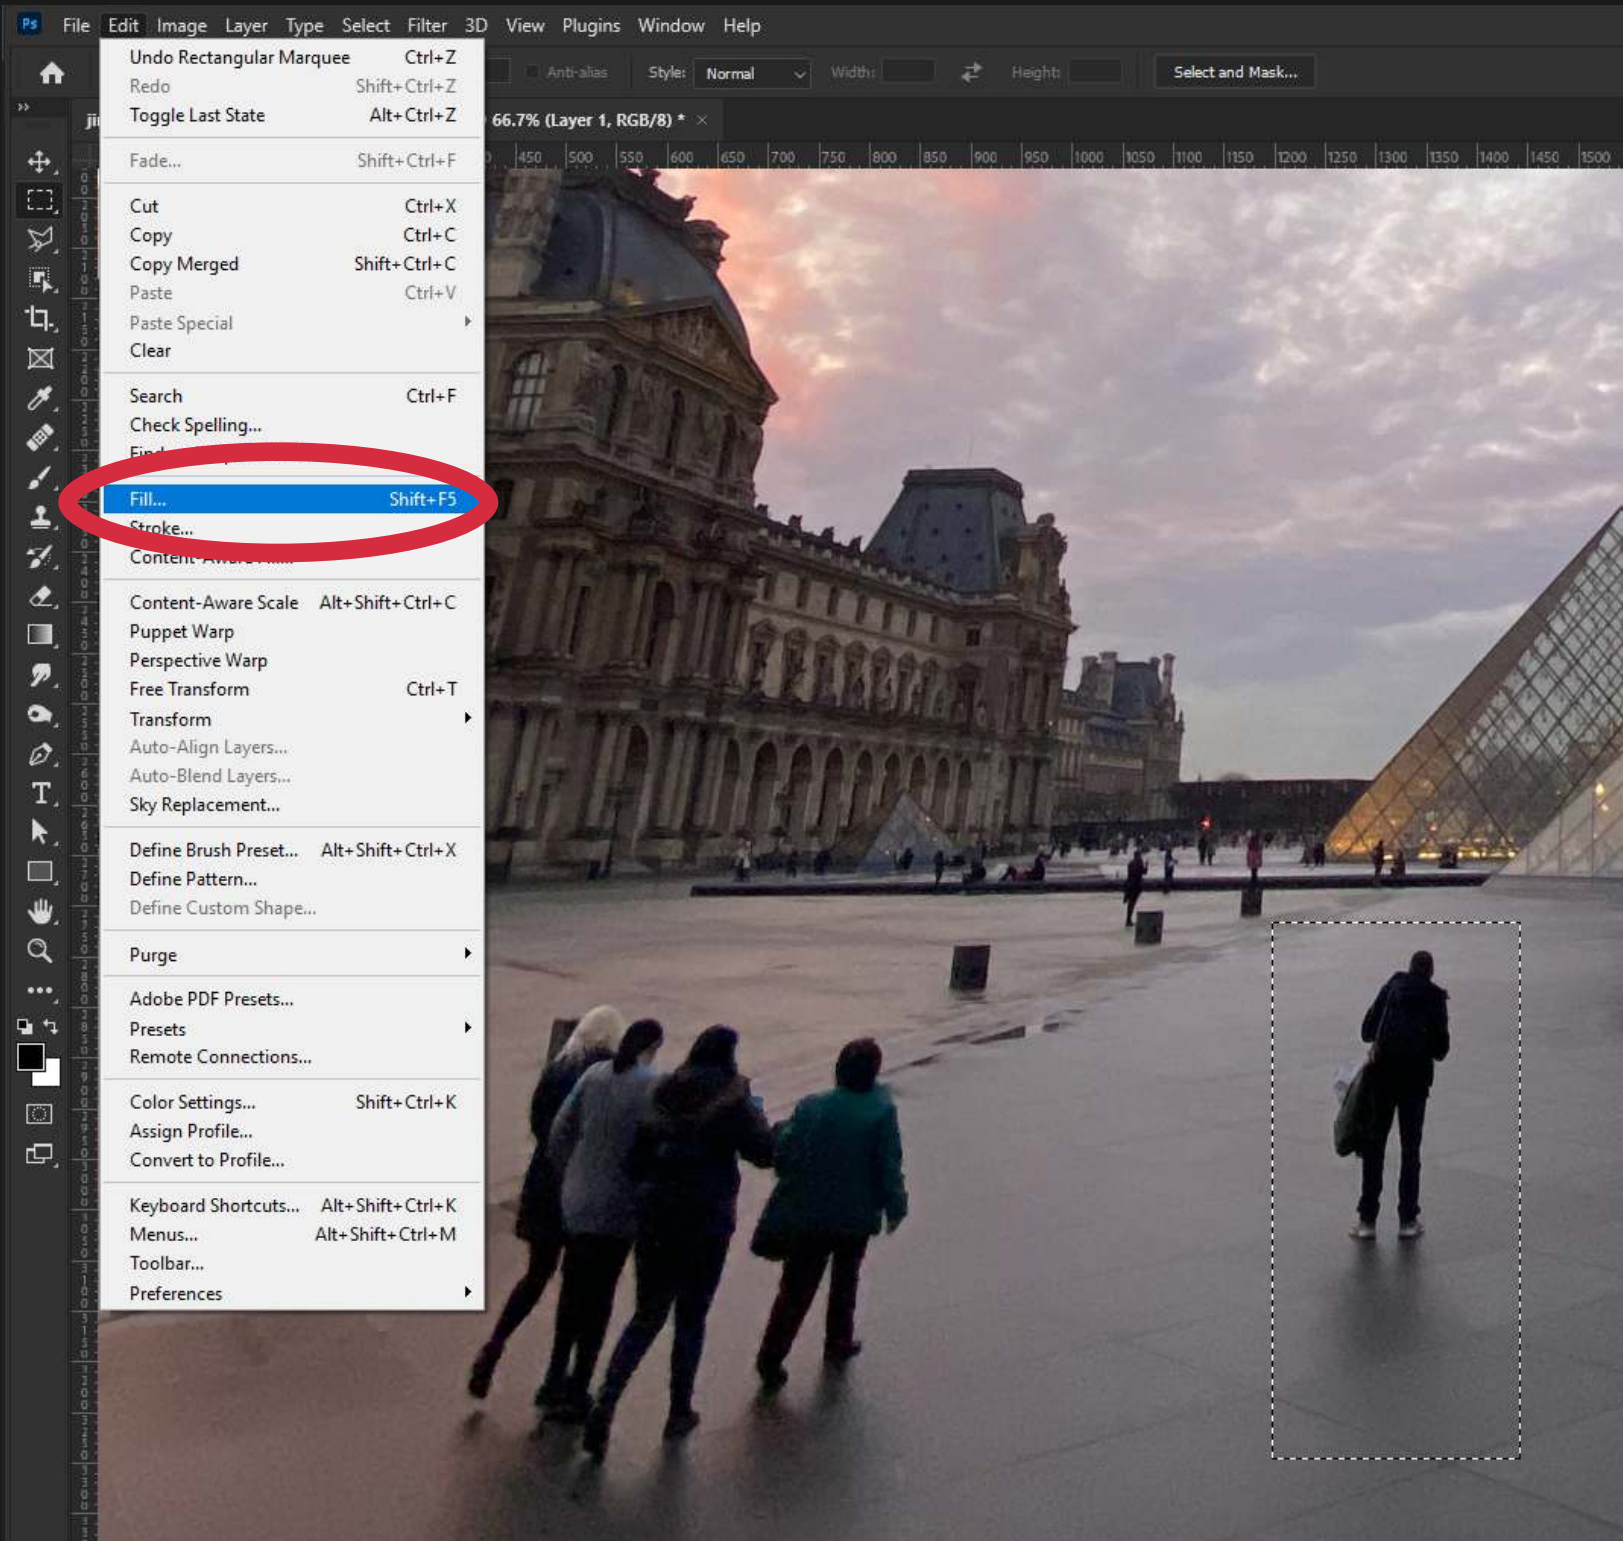 Ps File Edit Image Layer Type Select Filter 3D View Plugins Window Help
Anti-alias Style: Normal Width: Height: Select and Mask...
66.7% (Layer 1, RGB/8) * ×
450 500 550 600 650 700 750 800 850 900 950 1000 1050 1100 1150 1200 1250 1300 1350 1400 1450 1500
Undo Rectangular Marquee Ctrl+Z
Redo Shift+Ctrl+Z
Toggle Last State Alt+Ctrl+Z
Fade... Shift+Ctrl+F
Cut Ctrl+X
Copy Ctrl+C
Copy Merged Shift+Ctrl+C
Paste Ctrl+V
Paste Special
Clear
Search Ctrl+F
Check Spelling...
Fill... Shift+F5
Stroke...
Content-Aware Fill...
Content-Aware Scale Alt+Shift+Ctrl+C
Puppet Warp
Perspective Warp
Free Transform Ctrl+T
Transform
Auto-Align Layers...
Auto-Blend Layers...
Sky Replacement...
Define Brush Preset... Alt+Shift+Ctrl+X
Define Pattern...
Define Custom Shape...
Purge
Adobe PDF Presets...
Presets
Remote Connections...
Color Settings... Shift+Ctrl+K
Assign Profile...
Convert to Profile...
Keyboard Shortcuts... Alt+Shift+Ctrl+K
Menus... Alt+Shift+Ctrl+M
Toolbar...
Preferences